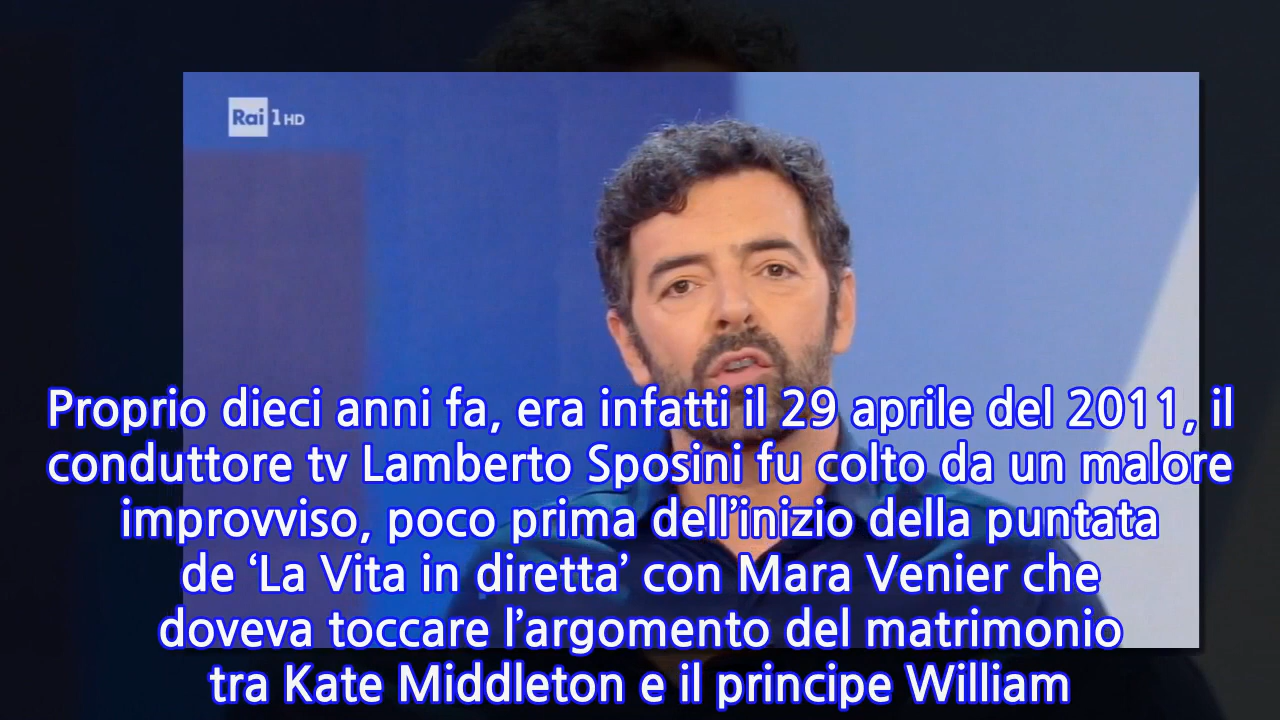 Rai 1 HD
Proprio dieci anni fa, era infatti il 29 aprile del 2011, il
conduttore tv Lamberto Sposini fu colto da un malore
improvviso, poco prima dell’inizio della puntata
de ‘La Vita in diretta’ con Mara Venier che
doveva toccare l’argomento del matrimonio
tra Kate Middleton e il principe William